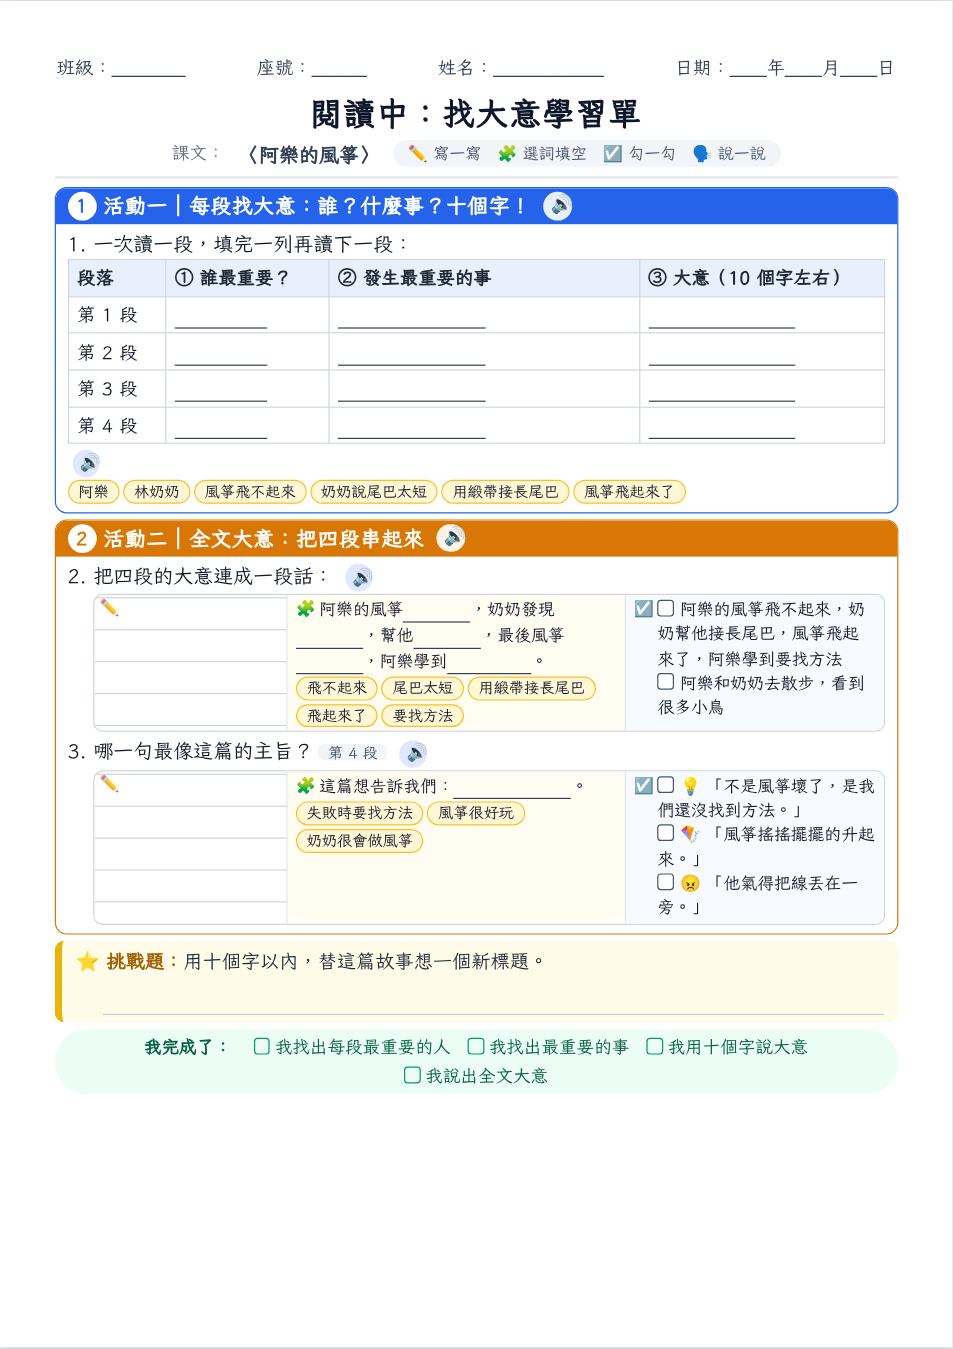 班級：________ 座號：______ 姓名：____________ 日期：____年____月____日
閱讀中：找大意學習單
課文： 〈阿樂的風箏〉 ✏️ 寫一寫 🧩 選詞填空 ☑️ 勾一勾 🗣️ 說一說
1 活動一｜每段找大意：誰？什麼事？十個字！ 🔊
1. 一次讀一段，填完一列再讀下一段：
段落 ① 誰最重要？ ② 發生最重要的事 ③ 大意（10 個字左右）
第 1 段 __________ ________________ ________________
第 2 段 __________ ________________ ________________
第 3 段 __________ ________________ ________________
第 4 段 __________ ________________ ________________
🔊
阿樂 林奶奶 風箏飛不起來 奶奶說尾巴太短 用緞帶接長尾巴 風箏飛起來了
2 活動二｜全文大意：把四段串起來 🔊
2. 把四段的大意連成一段話： 🔊
✏️
🧩 阿樂的風箏________，奶奶發現
________，幫他________，最後風箏
________，阿樂學到__________。
飛不起來 尾巴太短 用緞帶接長尾巴
飛起來了 要找方法
☑️ ☐ 阿樂的風箏飛不起來，奶
奶幫他接長尾巴，風箏飛起
來了，阿樂學到要找方法
☐ 阿樂和奶奶去散步，看到
很多小鳥
3. 哪一句最像這篇的主旨？ 第 4 段 🔊
✏️
🧩 這篇想告訴我們：______________。
失敗時要找方法 風箏很好玩
奶奶很會做風箏
☑️ ☐ 💡 「不是風箏壞了，是我
們還沒找到方法。」
☐ 🪁 「風箏搖搖擺擺的升起
來。」
☐ 😠 「他氣得把線丟在一
旁。」
⭐ 挑戰題：用十個字以內，替這篇故事想一個新標題。
我完成了： ☐ 我找出每段最重要的人 ☐ 我找出最重要的事 ☐ 我用十個字說大意
☐ 我說出全文大意